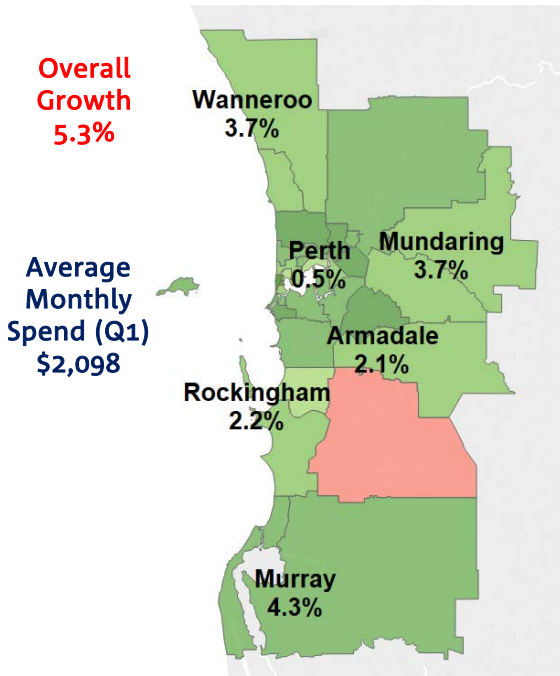 Overall
Growth
5.3%
Wanneroo
3.7%
Perth
0.5%
Mundaring
3.7%
Average
Monthly
Spend (Q1)
$2,098
Armadale
2.1%
Rockingham
2.2%
Murray
4.3%